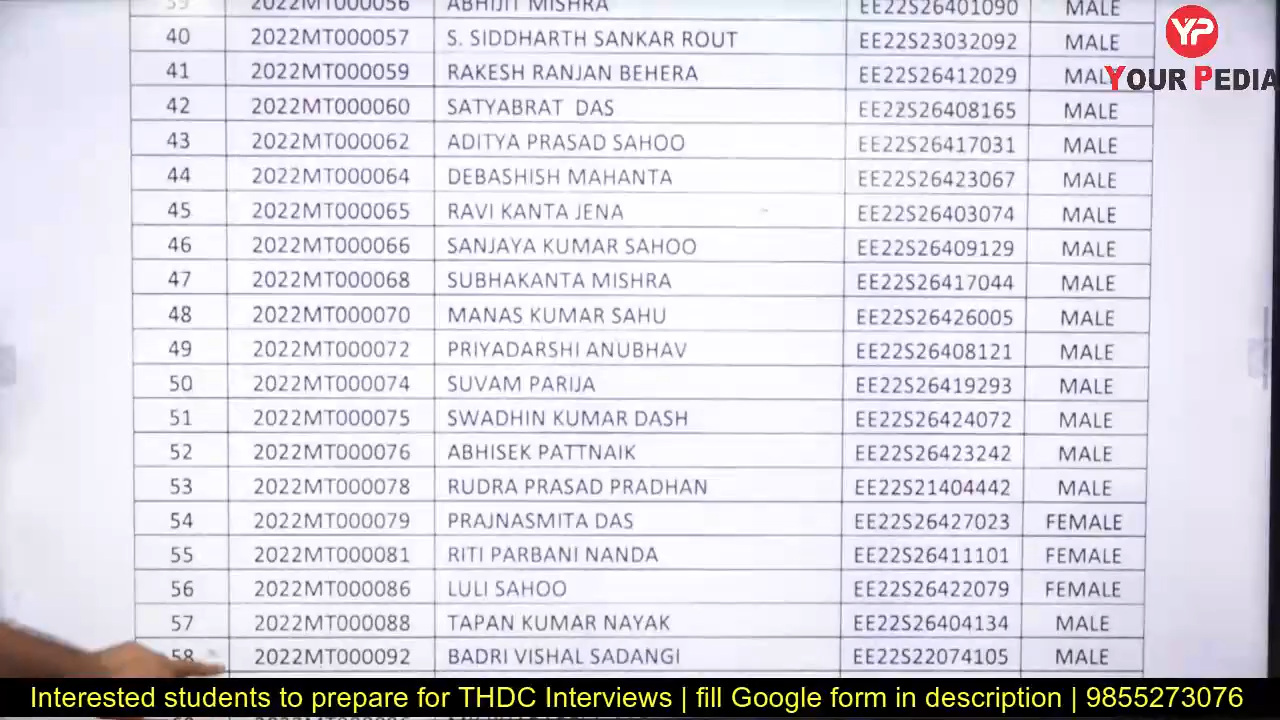 39 2022MT000056 ABHIJIT MISHRA EE22S26401090 MALE
40 2022MT000057 S. SIDDHARTH SANKAR ROUT EE22S23032092 MALE
41 2022MT000059 RAKESH RANJAN BEHERA EE22S26412029 MALE
42 2022MT000060 SATYABRAT DAS EE22S26408165 MALE
43 2022MT000062 ADITYA PRASAD SAHOO EE22S26417031 MALE
44 2022MT000064 DEBASHISH MAHANTA EE22S26423067 MALE
45 2022MT000065 RAVI KANTA JENA EE22S26403074 MALE
46 2022MT000066 SANJAYA KUMAR SAHOO EE22S26409129 MALE
47 2022MT000068 SUBHAKANTA MISHRA EE22S26417044 MALE
48 2022MT000070 MANAS KUMAR SAHU EE22S26426005 MALE
49 2022MT000072 PRIYADARSHI ANUBHAV EE22S26408121 MALE
50 2022MT000074 SUVAM PARIJA EE22S26419293 MALE
51 2022MT000075 SWADHIN KUMAR DASH EE22S26424072 MALE
52 2022MT000076 ABHISEK PATTNAIK EE22S26423242 MALE
53 2022MT000078 RUDRA PRASAD PRADHAN EE22S21404442 MALE
54 2022MT000079 PRAJNASMITA DAS EE22S26427023 FEMALE
55 2022MT000081 RITI PARBANI NANDA EE22S26411101 FEMALE
56 2022MT000086 LULI SAHOO EE22S26422079 FEMALE
57 2022MT000088 TAPAN KUMAR NAYAK EE22S26404134 MALE
58 2022MT000092 BADRI VISHAL SADANGI EE22S22074105 MALE
YP
YOUR PEDIA
Interested students to prepare for THDC Interviews | fill Google form in description | 9855273076